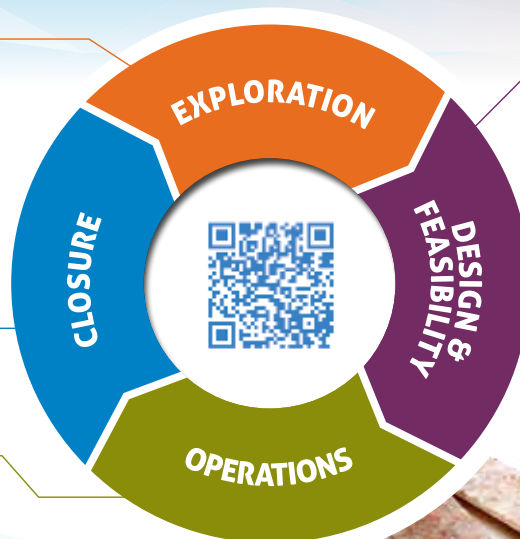 EXPLORATION
DESIGN &
FEASIBILITY
OPERATIONS
CLOSURE